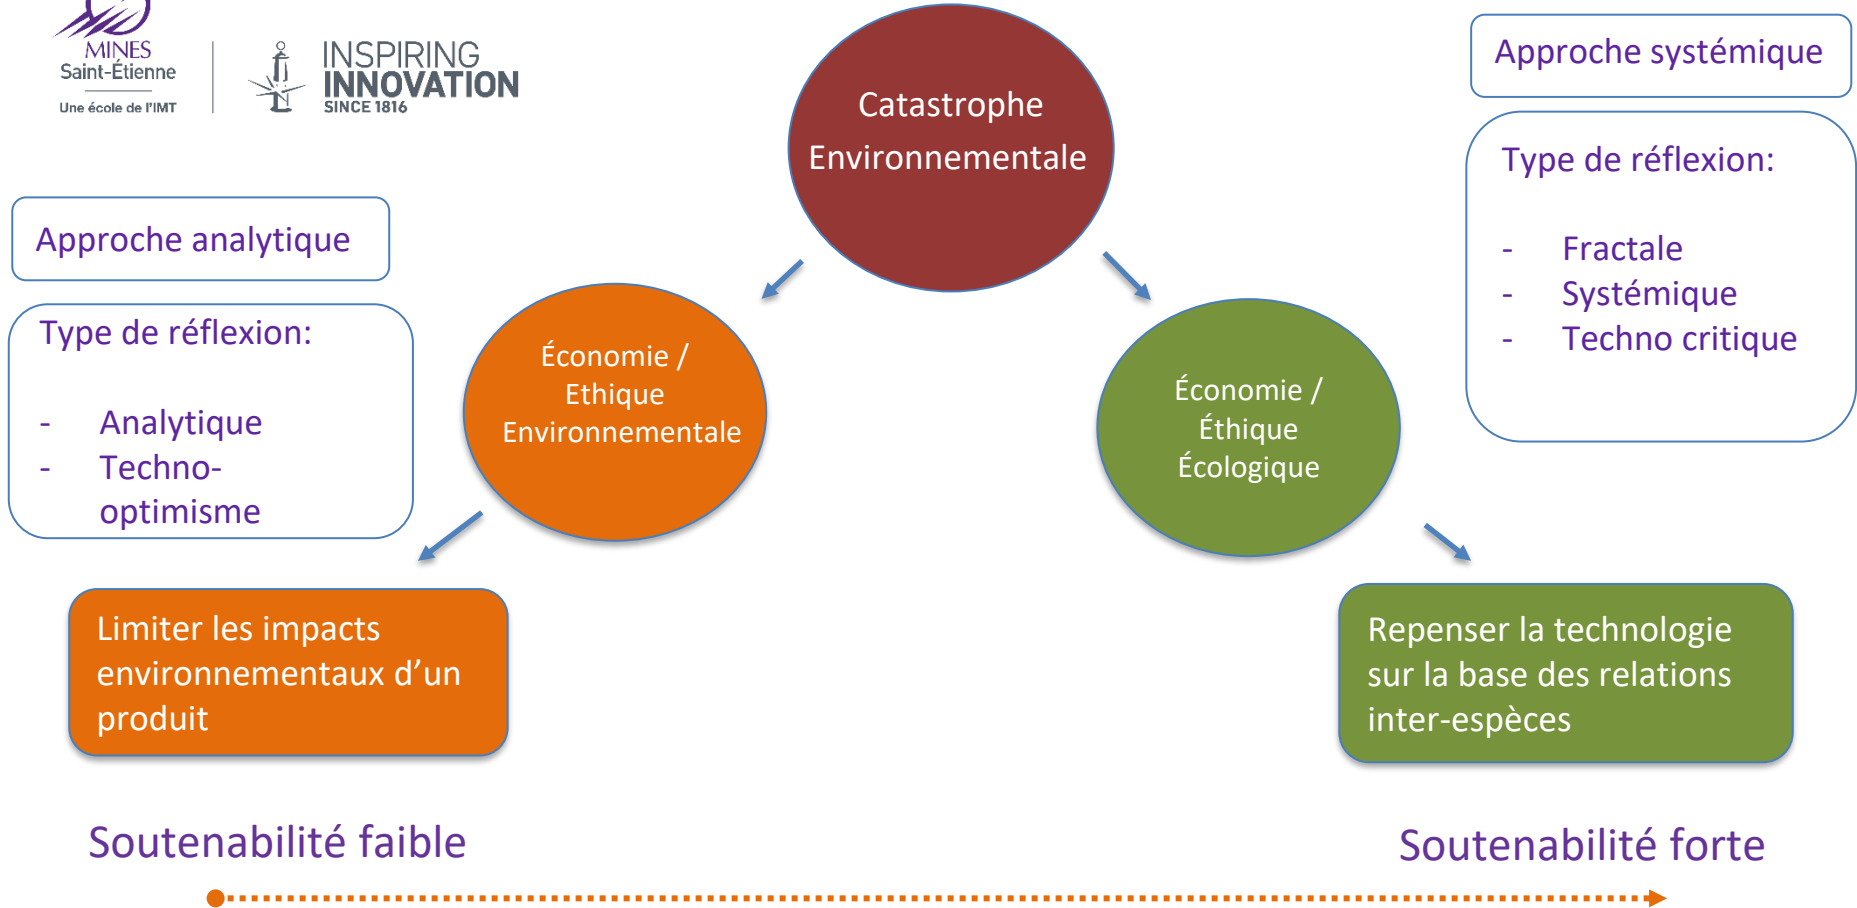 MINES
Saint-Étienne
Une école de l'IMT
INSPIRING
INNOVATION
SINCE 1816
Catastrophe
Environnementale
Approche systémique
Type de réflexion:
- Fractale
- Systémique
- Techno critique
Approche analytique
Type de réflexion:
- Analytique
- Techno-
optimisme
Économie /
Ethique
Environnementale
Économie /
Éthique
Écologique
Limiter les impacts
environnementaux d’un
produit
Repenser la technologie
sur la base des relations
inter-espèces
Soutenabilité faible
Soutenabilité forte